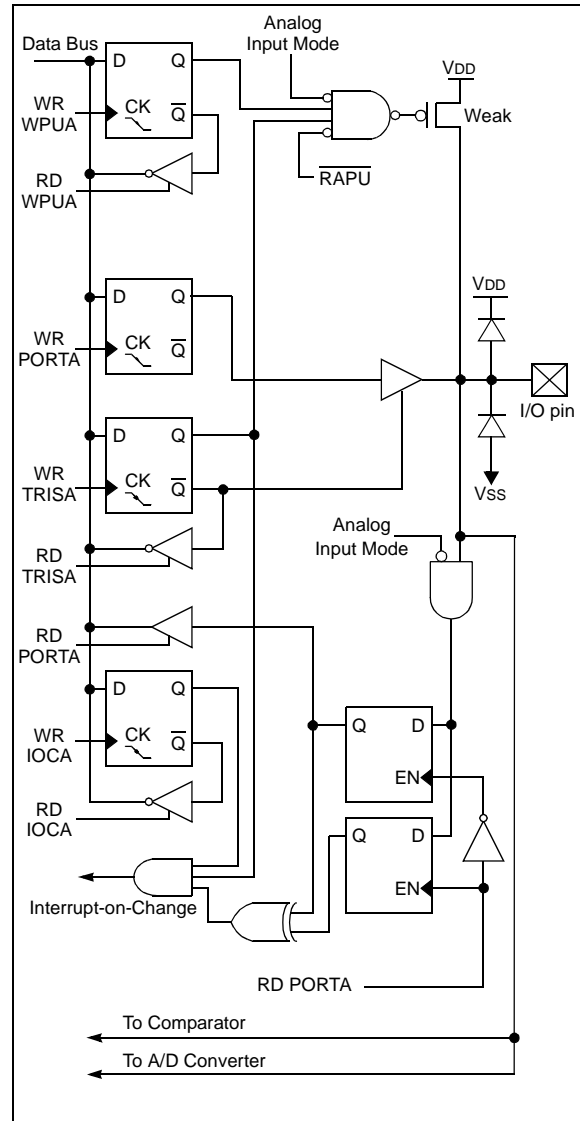 Analog
Input Mode
Data Bus
D Q
VDD
WR
WPUA
CK Q
Weak
RD
WPUA
RAPU
D Q
VDD
WR
PORTA
CK Q
I/O pin
D Q
WR
TRISA
CK Q
VSS
Analog
Input Mode
RD
TRISA
RD
PORTA
D Q
Q D
WR
IOCA
CK Q
EN
RD
IOCA
Q D
EN
Interrupt-on-Change
RD PORTA
To Comparator
To A/D Converter